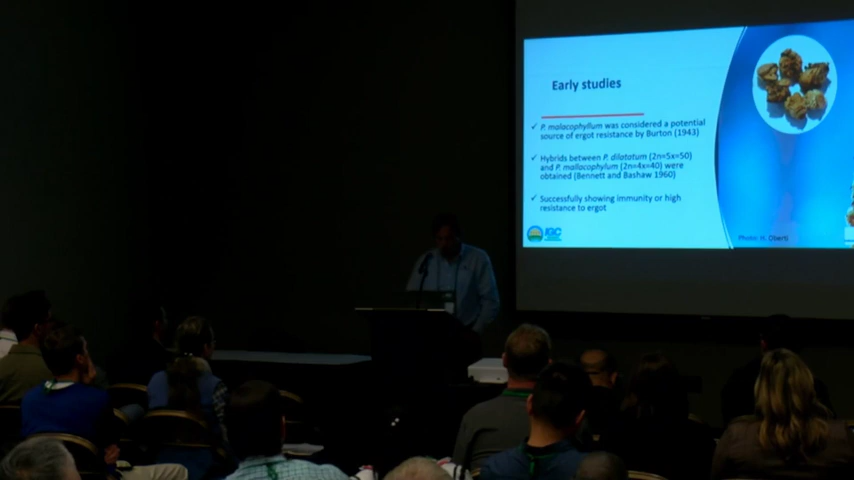 Early studies
✓ P. malacophyllum was considered a potential
source of ergot resistance by Burton (1943)
✓ Hybrids between P. dilatatum (2n=5x=50)
and P. mallacophylum (2n=4x=40) were
obtained (Bennett and Bashaw 1960)
✓ Successfully showing immunity or high
resistance to ergot
IGC
Photo: H. Oberti